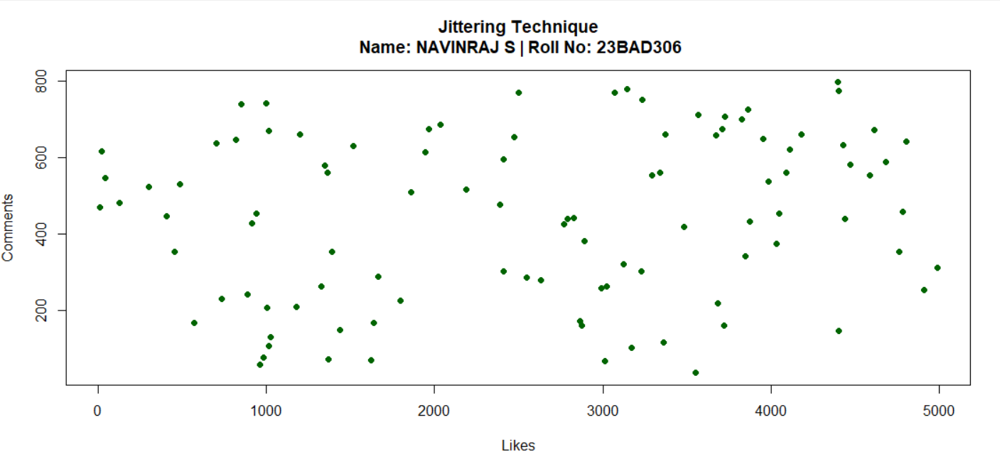 Jittering Technique
Name: NAVINRAJ S | Roll No: 23BAD306
800
600
400
200
Comments
0 1000 2000 3000 4000 5000
Likes